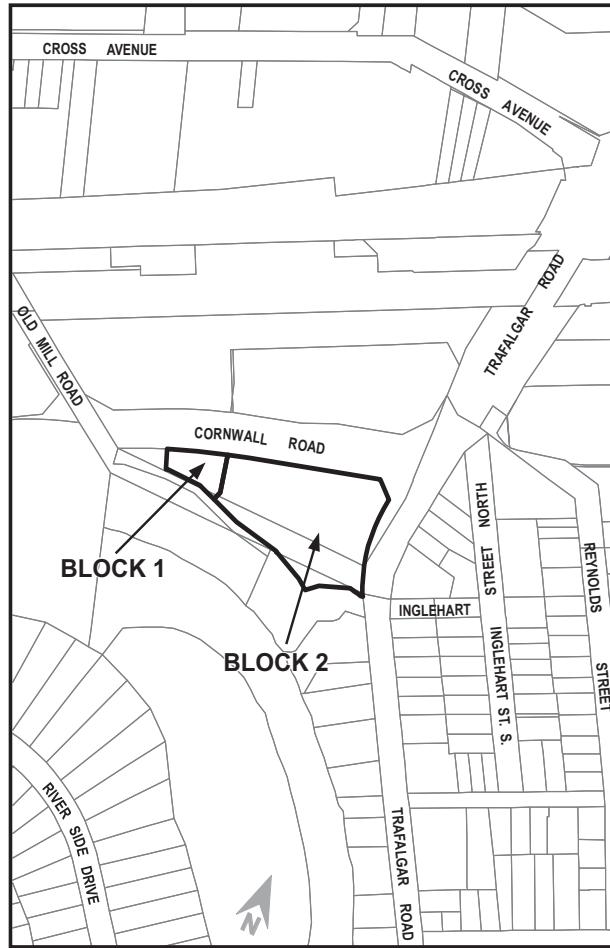 CROSS AVENUE
CROSS AVENUE
TRAFALGAR ROAD
OLD MILL ROAD
CORNWALL ROAD
BLOCK 1
BLOCK 2
INGLEHART
STREET NORTH
INGLEHART ST. S.
REYNOLDS
STREET
RIVER SIDE DRIVE
TRAFALGAR ROAD
N